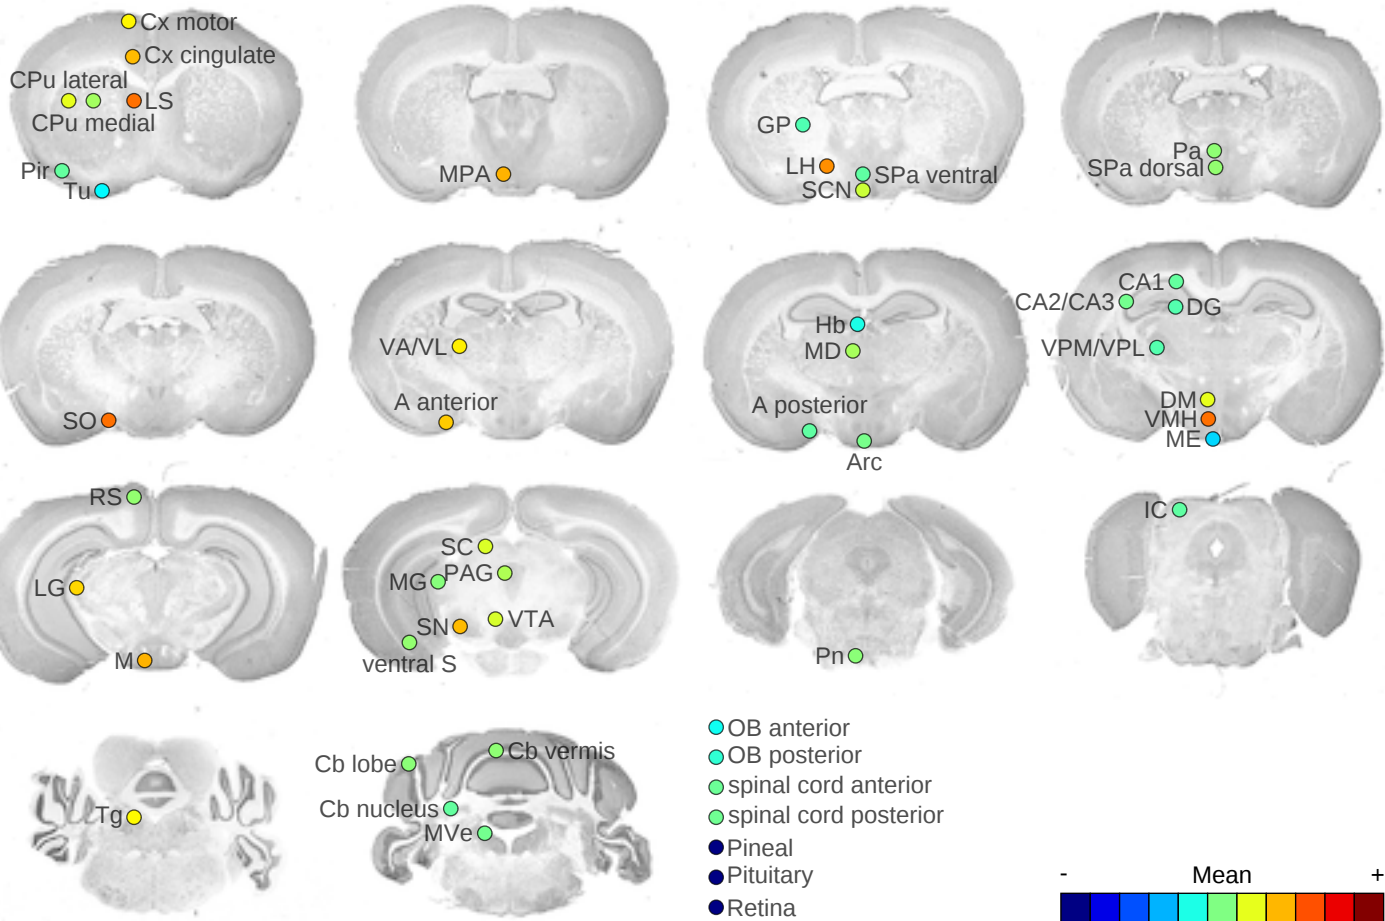 Cx motor
Cx cingulate
CPu lateral
LS
CPu medial
Pir
Tu
MPA
GP
LH
SPa ventral
SCN
Pa
SPa dorsal
SO
VA/VL
A anterior
Hb
MD
A posterior
Arc
CA1
CA2/CA3
DG
VPM/VPL
DM
VMH
ME
RS
LG
M
SC
PAG
MG
VTA
SN
ventral S
Pn
IC
Tg
Cb vermis
Cb lobe
Cb nucleus
MVe
OB anterior
OB posterior
spinal cord anterior
spinal cord posterior
Pineal
Pituitary
Retina
- Mean +